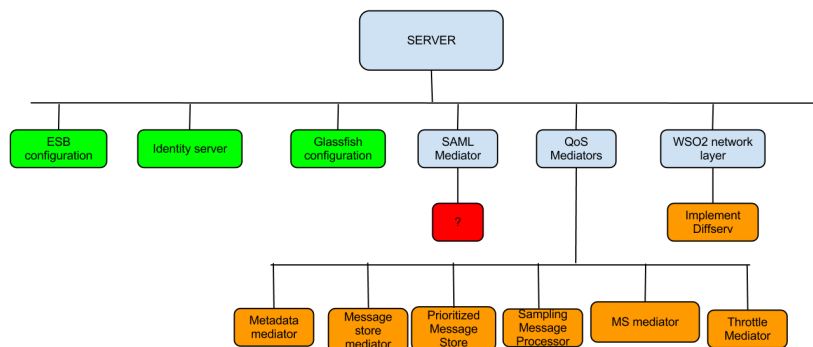 SERVER
ESB
configuration
Identity server
Glassfish
configuration
SAML
Mediator
QoS
Mediators
WSO2 network
layer
?
Implement
Diffserv
Metadata
mediator
Message
store
mediator
Prioritized
Message
Store
Sampling
Message
Processor
MS mediator
Throttle
Mediator